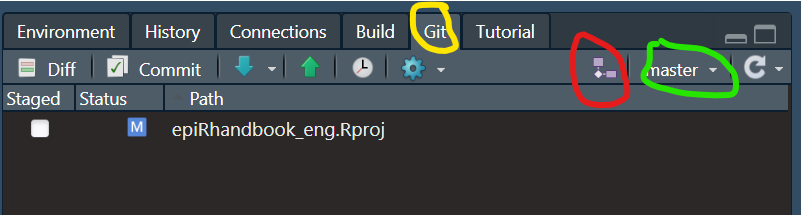 Environment History Connections Build Git Tutorial
Diff Commit master
Staged Status Path
M epiRhandbook_eng.Rproj